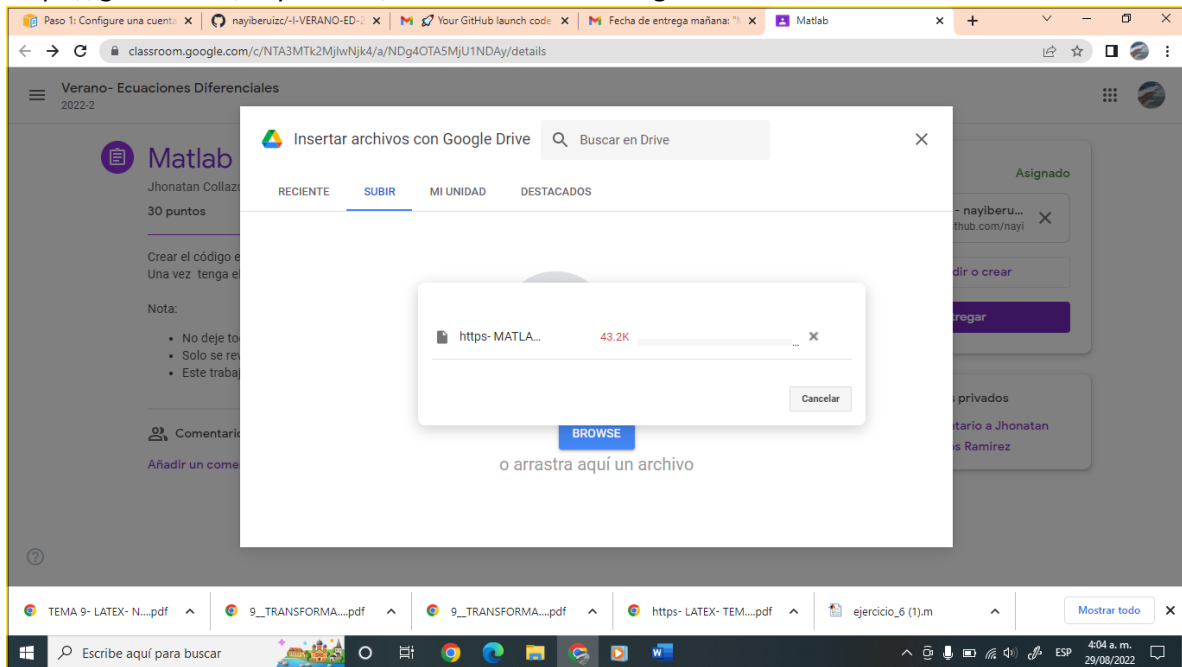 Paso 1: Configure una cuenta
nayiberuizc/-I-VERANO-ED-2
Your GitHub launch code
Fecha de entrega mañana: "M
Matlab
classroom.google.com/c/NTA3MTk2MjIwNjk4/a/NDg4OTA5MjU1NDAy/details
Verano- Ecuaciones Diferenciales
2022-2
Insertar archivos con Google Drive
Buscar en Drive
RECIENTE SUBIR MI UNIDAD DESTACADOS
Matlab
Jhonatan Collazo
30 puntos
Crear el código e
Una vez tenga el
Nota:
• No deje to
• Solo se rev
• Este trabaj
Comentario
Añadir un come
https- MATLA... 43.2K ...
Cancelar
BROWSE
o arrastra aquí un archivo
Asignado
- nayiberu...
thub.com/nayi
dir o crear
tregar
s privados
tario a Jhonatan
s Ramirez
TEMA 9- LATEX- N....pdf
9__TRANSFORMA....pdf
9__TRANSFORMA....pdf
https- LATEX- TEM....pdf
ejercicio_6 (1).m
Mostrar todo
Escribe aquí para buscar
ESP
4:04 a. m.
29/08/2022